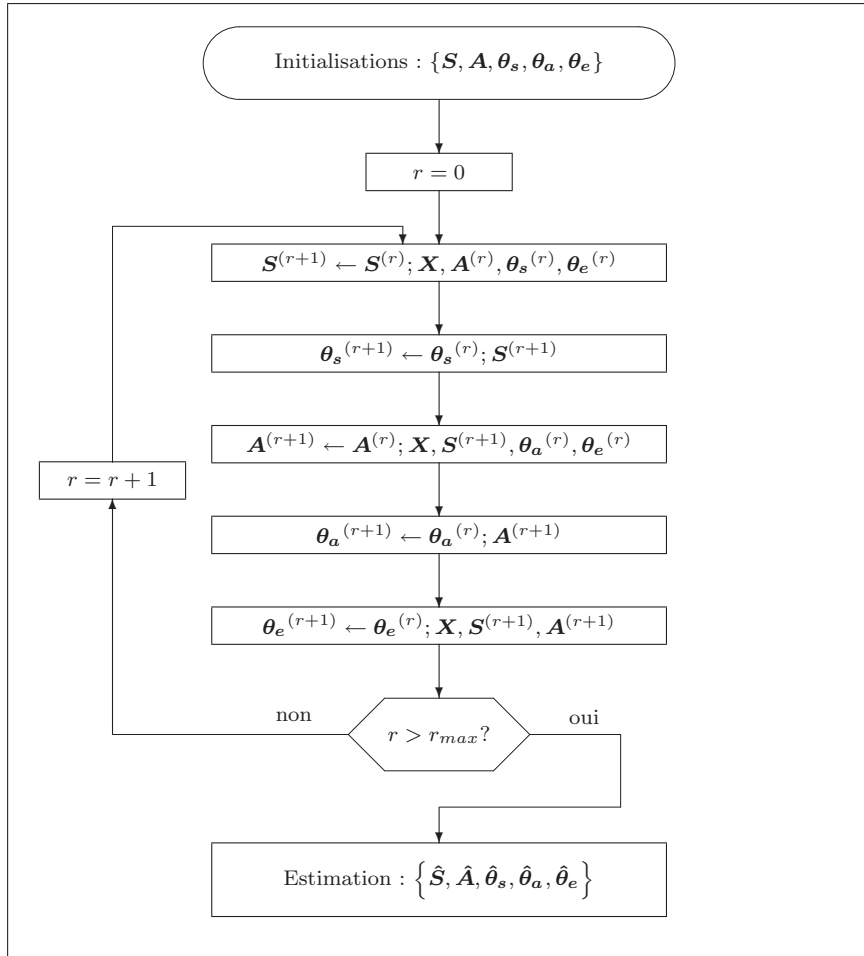 Initialisations : {S, A, θₛ, θₐ, θₑ}
r = 0
S⁽ʳ⁺¹⁾ ← S⁽ʳ⁾; X, A⁽ʳ⁾, θₛ⁽ʳ⁾, θₑ⁽ʳ⁾
θₛ⁽ʳ⁺¹⁾ ← θₛ⁽ʳ⁾; S⁽ʳ⁺¹⁾
A⁽ʳ⁺¹⁾ ← A⁽ʳ⁾; X, S⁽ʳ⁺¹⁾, θₐ⁽ʳ⁾, θₑ⁽ʳ⁾
r = r + 1
θₐ⁽ʳ⁺¹⁾ ← θₐ⁽ʳ⁾; A⁽ʳ⁺¹⁾
θₑ⁽ʳ⁺¹⁾ ← θₑ⁽ʳ⁾; X, S⁽ʳ⁺¹⁾, A⁽ʳ⁺¹⁾
non
r > rₘₐₓ?
oui
Estimation : {Ŝ, Â, θ̂ₛ, θ̂ₐ, θ̂ₑ}